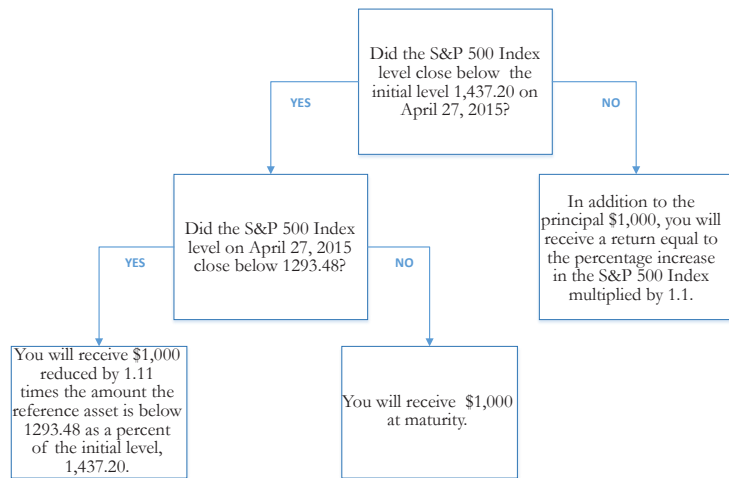 Did the S&P 500 Index
level close below the
initial level 1,437.20 on
April 27, 2015?
YES
NO
Did the S&P 500 Index
level on April 27, 2015
close below 1293.48?
In addition to the
principal $1,000, you will
receive a return equal to
the percentage increase
in the S&P 500 Index
multiplied by 1.1.
YES
NO
You will receive $1,000
reduced by 1.11
times the amount the
reference asset is below
1293.48 as a percent
of the initial level,
1,437.20.
You will receive $1,000
at maturity.